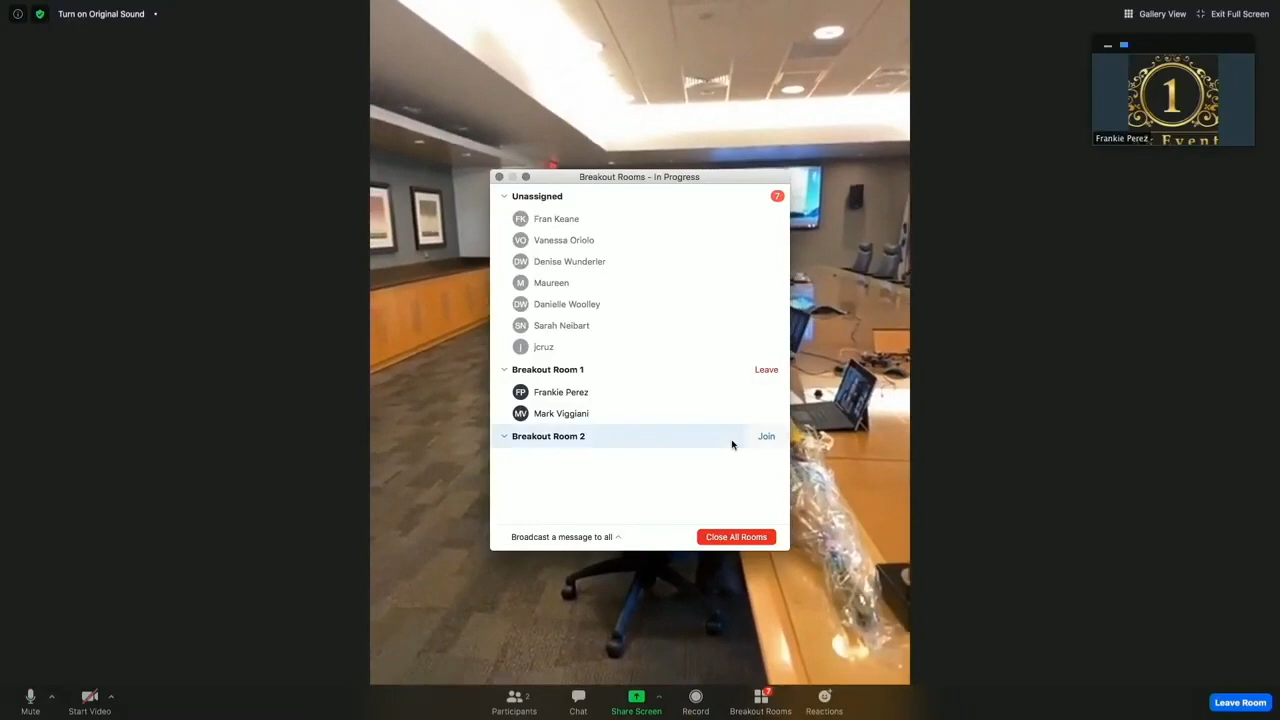 Turn on Original Sound
Gallery View
Exit Full Screen
1
Frankie Perez
- Event
Breakout Rooms - In Progress
Unassigned
7
FK Fran Keane
VO Vanessa Oriolo
DW Denise Wunderler
M Maureen
DW Danielle Woolley
SN Sarah Neibart
j jcruz
Breakout Room 1
Leave
FP Frankie Perez
MV Mark Viggiani
Breakout Room 2
Join
Broadcast a message to all
Close All Rooms
Mute
Start Video
2
Participants
Chat
Share Screen
Record
7
Breakout Rooms
Reactions
Leave Room